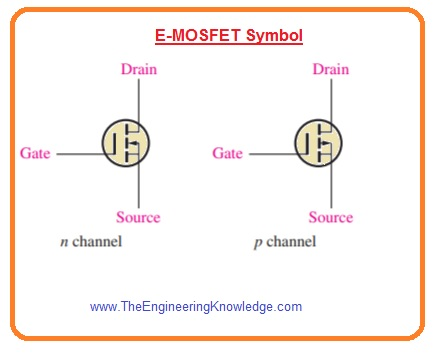 E-MOSFET Symbol
Drain Drain
Gate Gate
Source Source
n channel p channel
www.TheEngineeringKnowledge.com